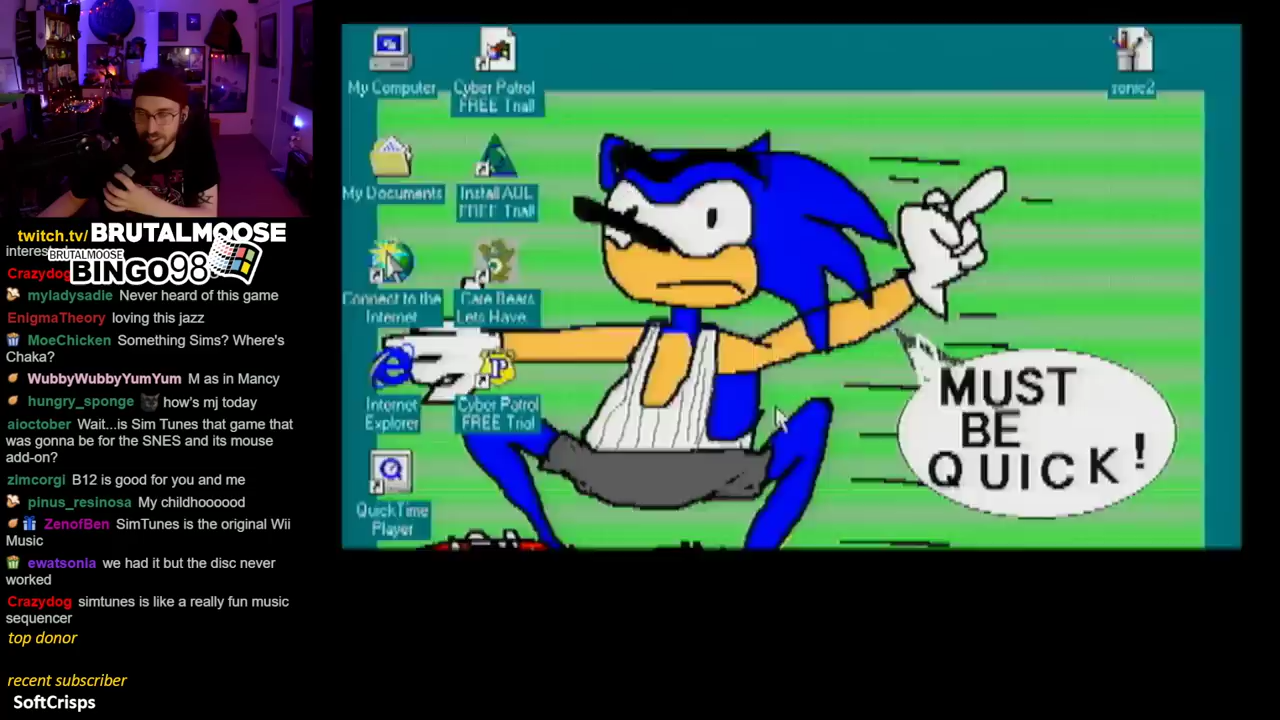 twitch.tv/BRUTALMOOSE
BRUTALMOOSE
BINGO98
Crazydog
myladysadie Never heard of this game
EnigmaTheory loving this jazz
MoeChicken Something Sims? Where's
Chaka?
WubbyWubbyYumYum M as in Mancy
hungry_sponge how's mj today
aioctober Wait...is Sim Tunes that game that
was gonna be for the SNES and its mouse
add-on?
zimcorgi B12 is good for you and me
pinus_resinosa My childhoooood
ZenofBen SimTunes is the original Wii
Music
ewatsonia we had it but the disc never
worked
Crazydog simtunes is like a really fun music
sequencer
top donor
recent subscriber
SoftCrisps
My Computer
Cyber Patrol
FREE Trial!
sonic2
My Documents
Install AOL
FREE Trial!
Connect to the
Internet
Care Bears
Lets Have...
Internet
Explorer
Cyber Patrol
FREE Trial
QuickTime
Player
MUST
BE
QUICK!